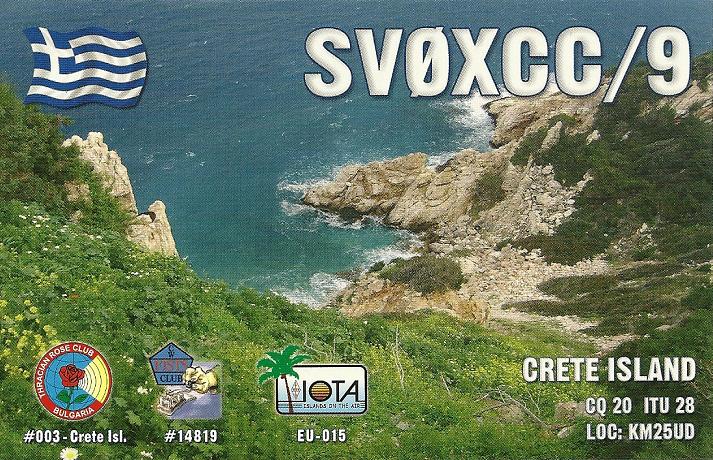 SVØXCC/9
CRETE ISLAND
CQ 20 ITU 28
LOC: KM25UD
THRACIAN ROSE CLUB
BULGARIA
#003 - Crete Isl.
CLUB
#14819
IOTA
ISLANDS ON THE AIR
EU-015